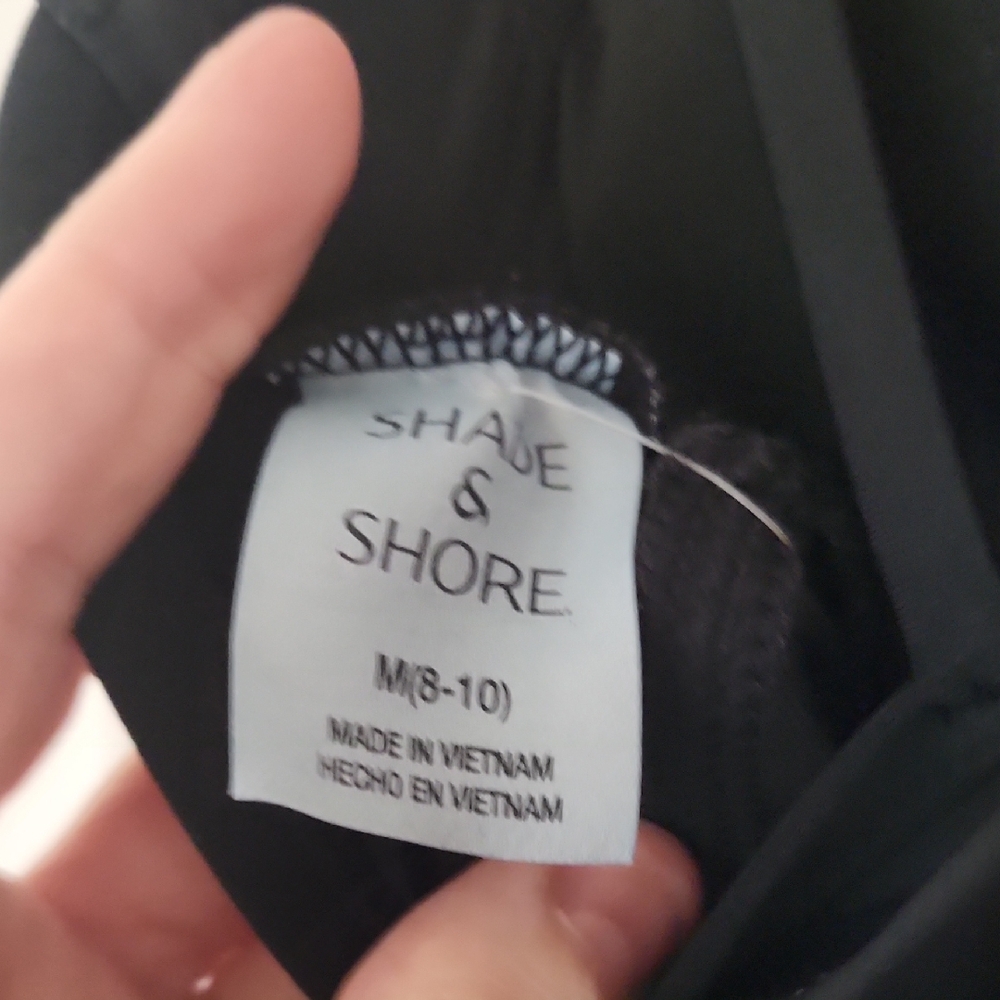 SHADE
&
SHORE.
M(8-10)
MADE IN VIETNAM
HECHO EN VIETNAM